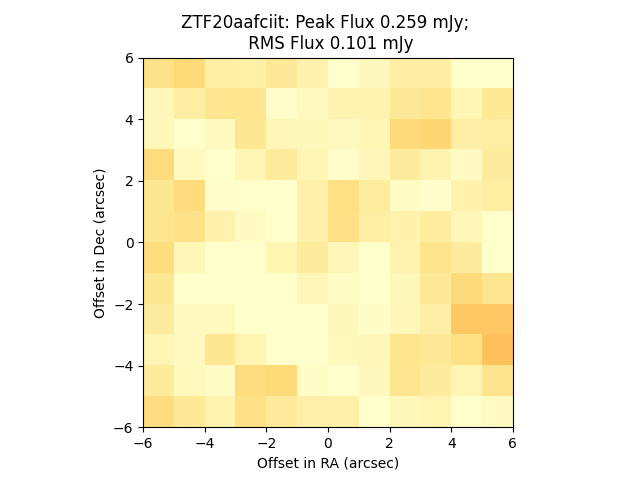 ZTF20aafciit: Peak Flux 0.259 mJy;
RMS Flux 0.101 mJy
6
4
2
0
−2
−4
−6
Offset in Dec (arcsec)
−6 −4 −2 0 2 4 6
Offset in RA (arcsec)